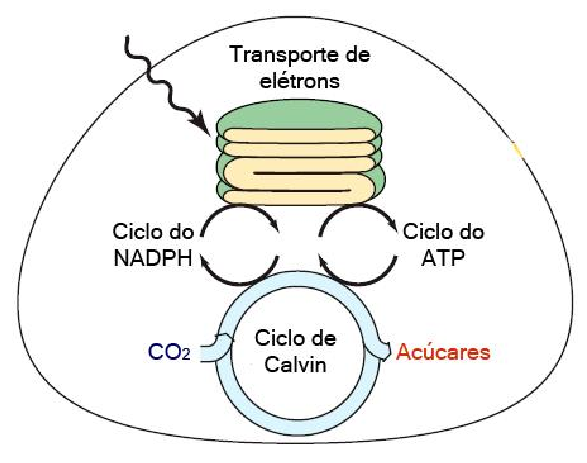 Transporte de
elétrons
Ciclo do
NADPH
Ciclo do
ATP
CO2
Ciclo de
Calvin
Acúcares